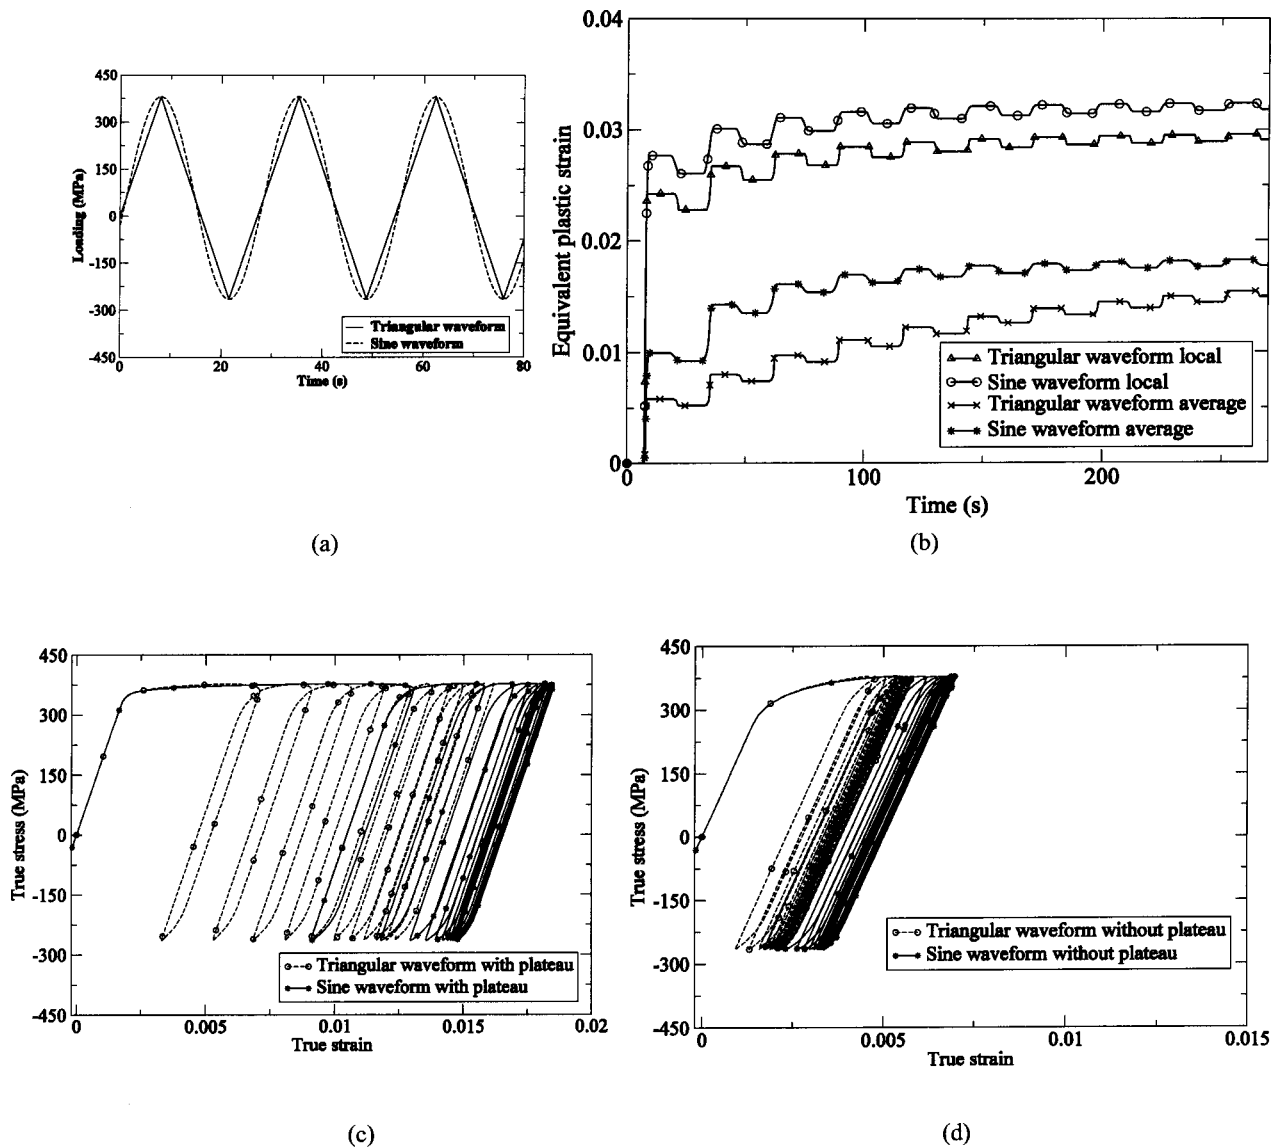 450
300
150
0
-150
-300
-450
Loading (MPa)
0
20
40
60
80
Time (s)
Triangular waveform
Sine waveform
(a)
0.04
0.03
0.02
0.01
0
Equivalent plastic strain
0
100
200
Time (s)
Triangular waveform local
Sine waveform local
Triangular waveform average
Sine waveform average
(b)
450
300
150
0
-150
-300
-450
True stress (MPa)
0
0.005
0.01
0.015
0.02
True strain
Triangular waveform with plateau
Sine waveform with plateau
(c)
450
300
150
0
-150
-300
-450
True stress (MPa)
0
0.005
0.01
0.015
True strain
Triangular waveform without plateau
Sine waveform without plateau
(d)